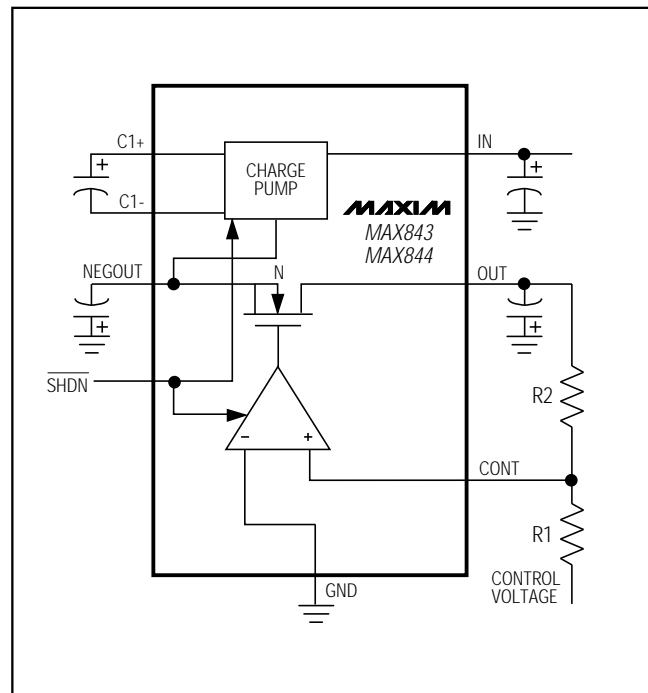 C1+
IN
+
+
CHARGE
PUMP
C1-
MAXIM
MAX843
MAX844
NEGOUT
N
OUT
+
+
SHDN
R2
-
+
CONT
R1
CONTROL
VOLTAGE
GND